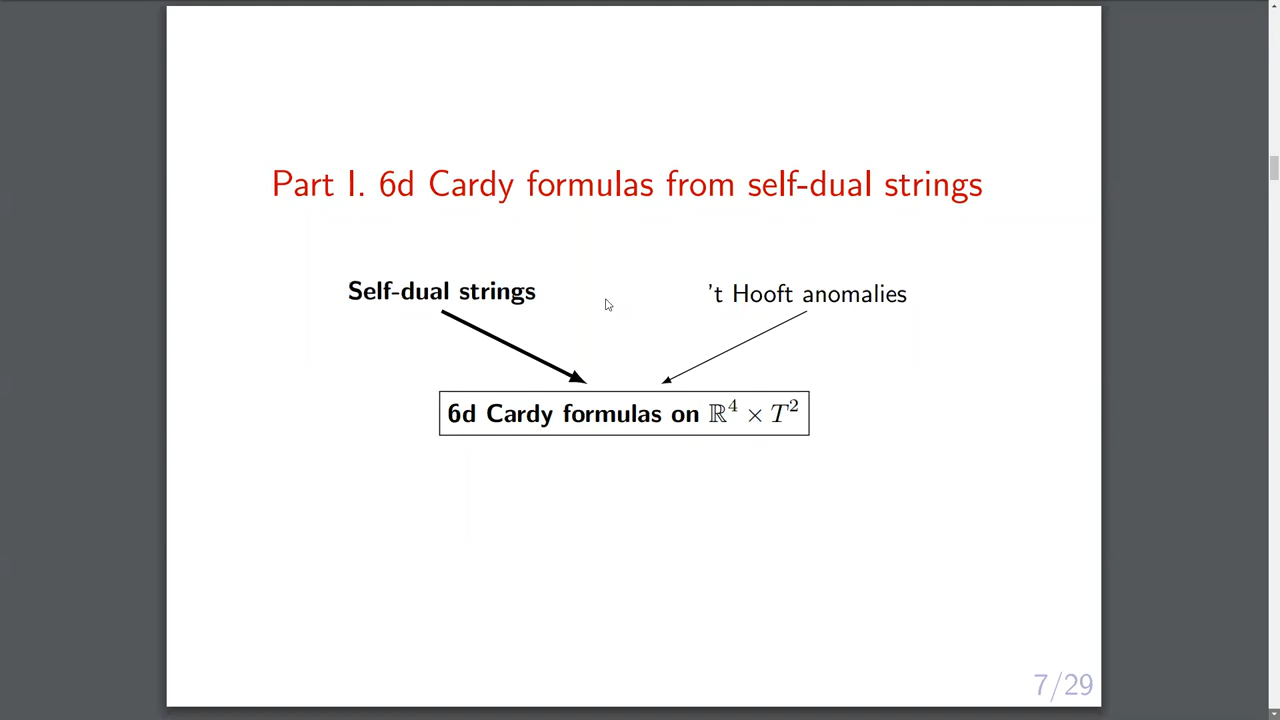 Part I. 6d Cardy formulas from self-dual strings
Self-dual strings
't Hooft anomalies
6d Cardy formulas on ℝ⁴ × T²
7/29